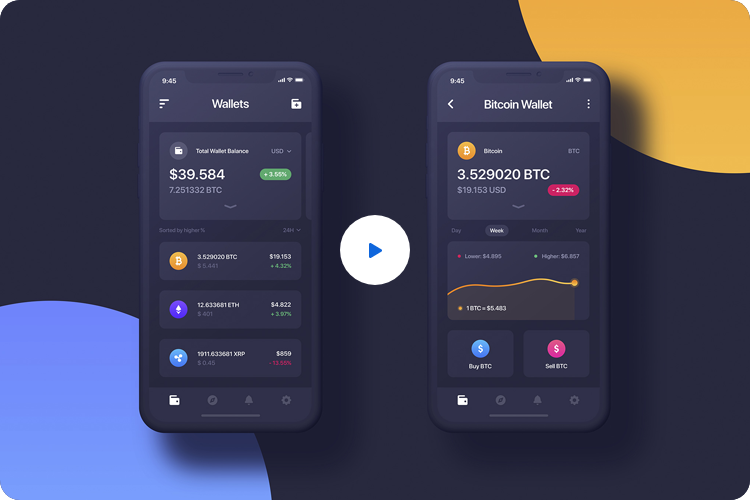 9:45
Wallets
Total Wallet Balance
USD
$39.584
+ 3.55%
7.251332 BTC
Sorted by higher %
24H
3.529020 BTC
$19.153
$ 5.441
+ 4.32%
12.633681 ETH
$4.822
$ 401
+ 3.97%
1911.633681 XRP
$859
$ 0.45
- 13.55%
9:45
Bitcoin Wallet
Bitcoin
BTC
3.529020 BTC
$19.153 USD
- 2.32%
Day
Week
Month
Year
Lower: $4.895
Higher: $6.857
1 BTC = $5.483
Buy BTC
Sell BTC